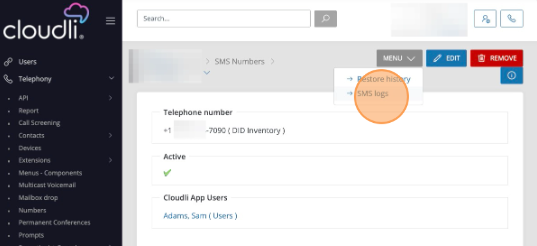 cloudli
Search...
Users
Telephony
API
Report
Call Screening
Contacts
Devices
Extensions
Menus - Components
Multicast Voicemail
Mailbox drop
Numbers
Permanent Conferences
Prompts
SMS Numbers
MENU
EDIT
REMOVE
Restore history
SMS logs
Telephone number
+1 -7090 ( DID Inventory )
Active
Cloudli App Users
Adams, Sam ( Users )